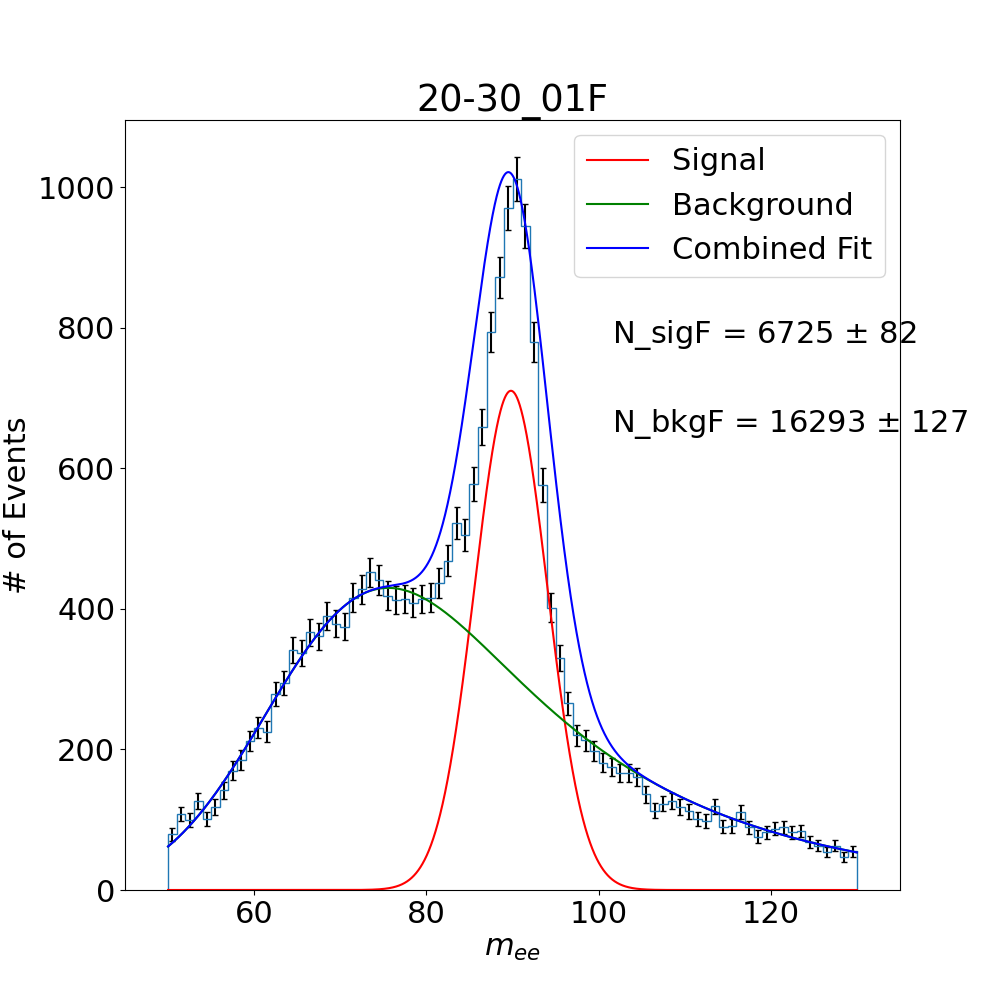 20-30_01F
Signal
Background
Combined Fit
N_sigF = 6725 ± 82
N_bkgF = 16293 ± 127
# of Events
1000
800
600
400
200
0
60 80 100 120
m_ee